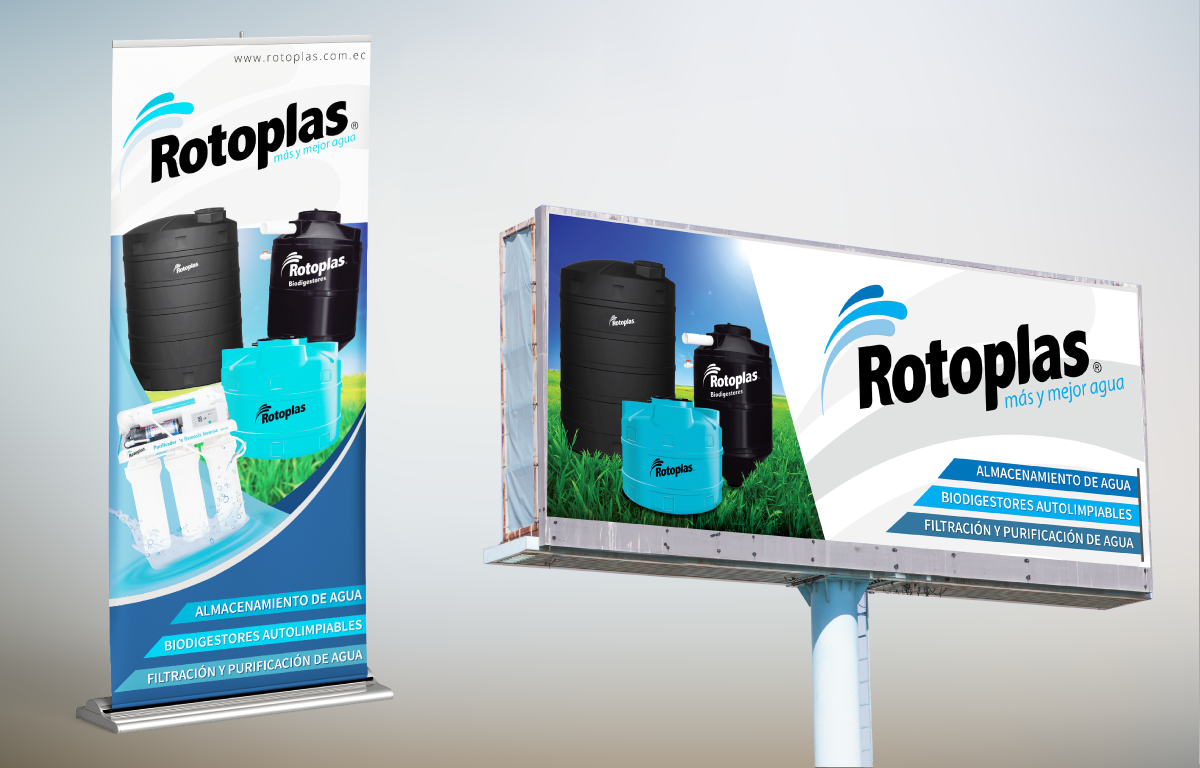 www.rotoplas.com.ec
Rotoplas®
más y mejor agua
Rotoplas
Rotoplas
Biodigestores
Rotoplas
Rotoplas
ALMACENAMIENTO DE AGUA
BIODIGESTORES AUTOLIMPIABLES
FILTRACIÓN Y PURIFICACIÓN DE AGUA
Rotoplas
Rotoplas
Biodigestores
Rotoplas
Rotoplas®
más y mejor agua
ALMACENAMIENTO DE AGUA
BIODIGESTORES AUTOLIMPIABLES
FILTRACIÓN Y PURIFICACIÓN DE AGUA